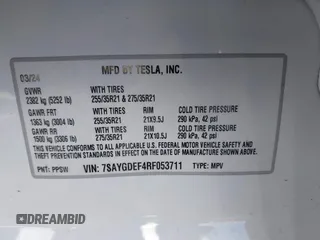 03/24
MFD BY TESLA, INC.
GVWR WITH TIRES
2382 kg (5252 lb) 255/35R21 & 275/35R21
GAWR FRT WITH TIRES RIM COLD TIRE PRESSURE
1363 kg (3004 lb) 255/35R21 21X9.5J 290 kPa, 42 psi
GAWR RR WITH TIRES RIM COLD TIRE PRESSURE
1500 kg (3306 lb) 275/35R21 21X10.5J 290 kPa, 42 psi
THIS VEHICLE CONFORMS TO ALL APPLICABLE U.S. FEDERAL MOTOR VEHICLE SAFETY AND THEFT PREVENTION STANDARDS IN EFFECT ON THE DATE OF MANUFACTURE SHOWN ABOVE.
PNT: PPSW VIN: 7SAYGDEF4RF053711 TYPE: MPV
AUTOBIDMASTER